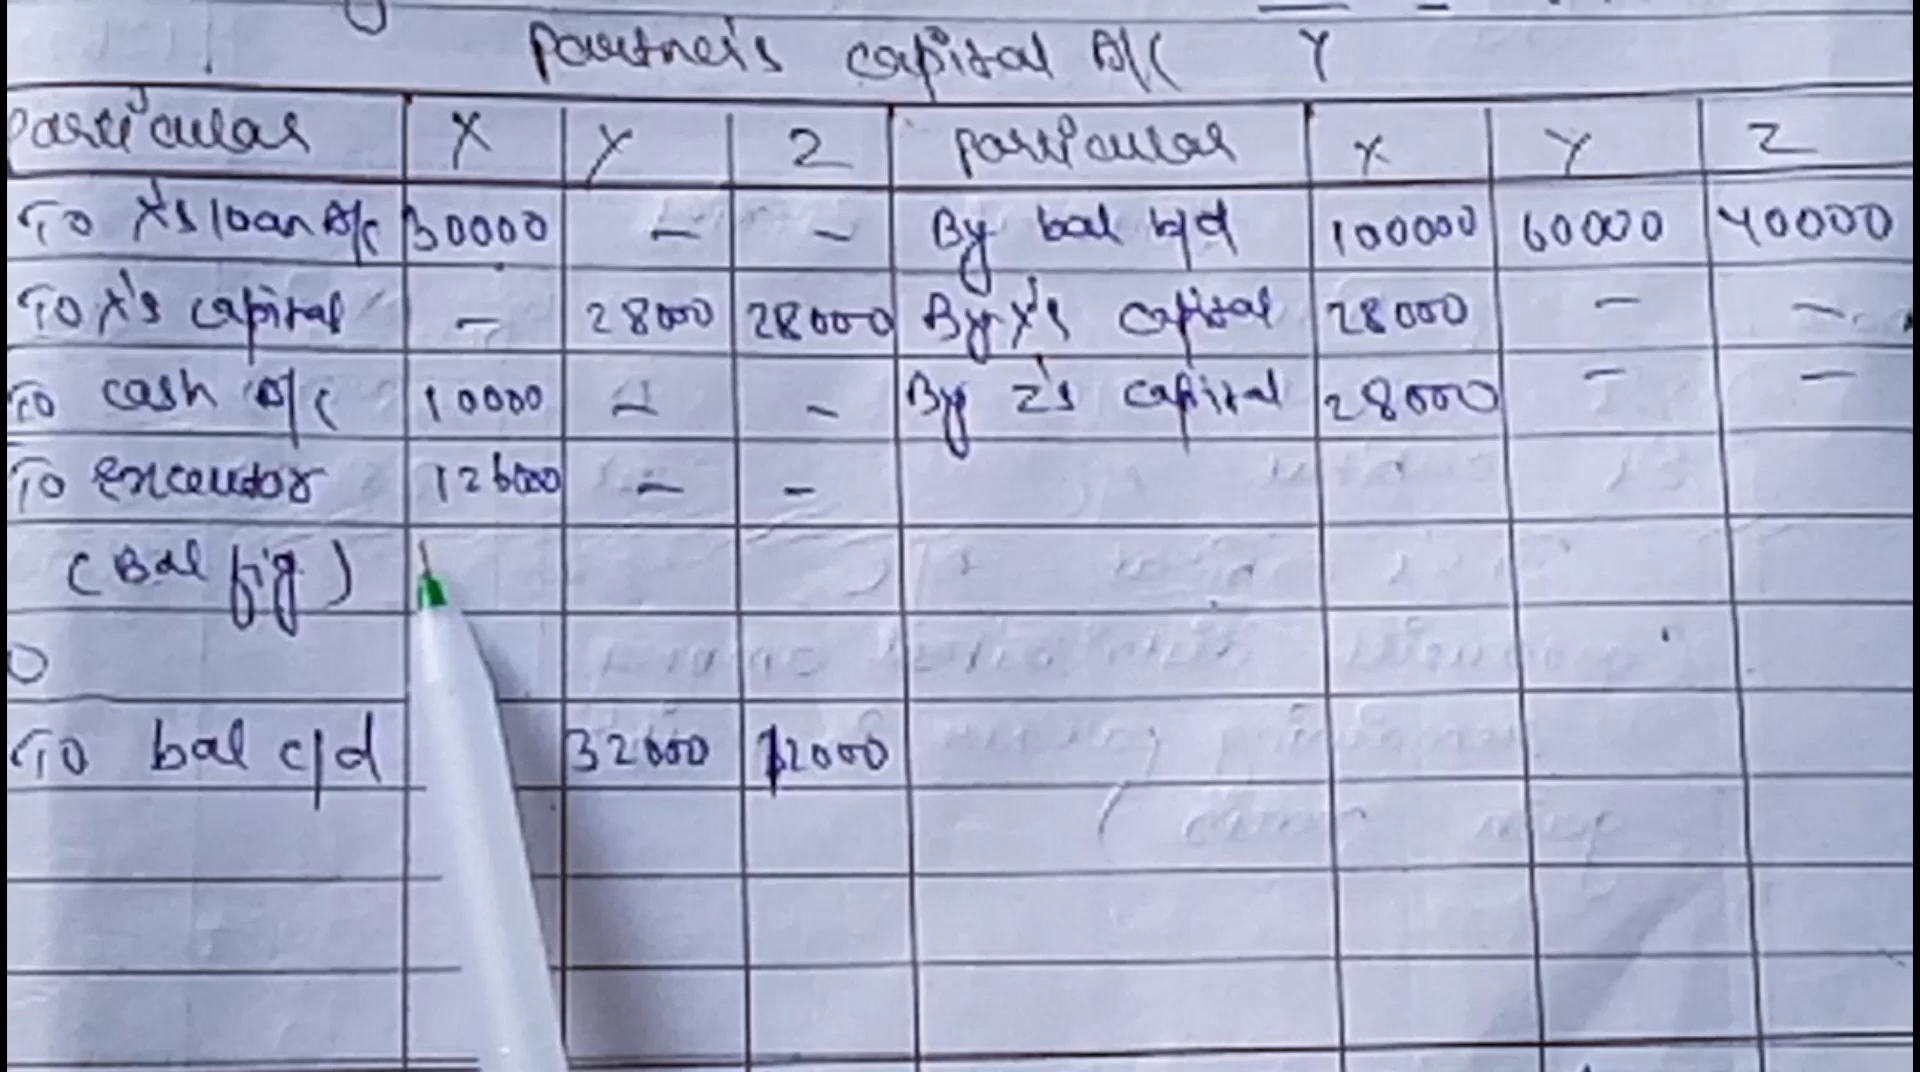 Partner's capital A/C Y
Particular X Y Z Particular X Y Z
To X's loan A/c 30000 - - By bal b/d 100000 60000 40000
To X's capital - 28000 28000 By Y's capital 28000 - -
To cash A/c 10000 - - By Z's capital 28000 - -
To Exceutor 126000 - -
(Bal fig)
To bal c/d 32000 12000